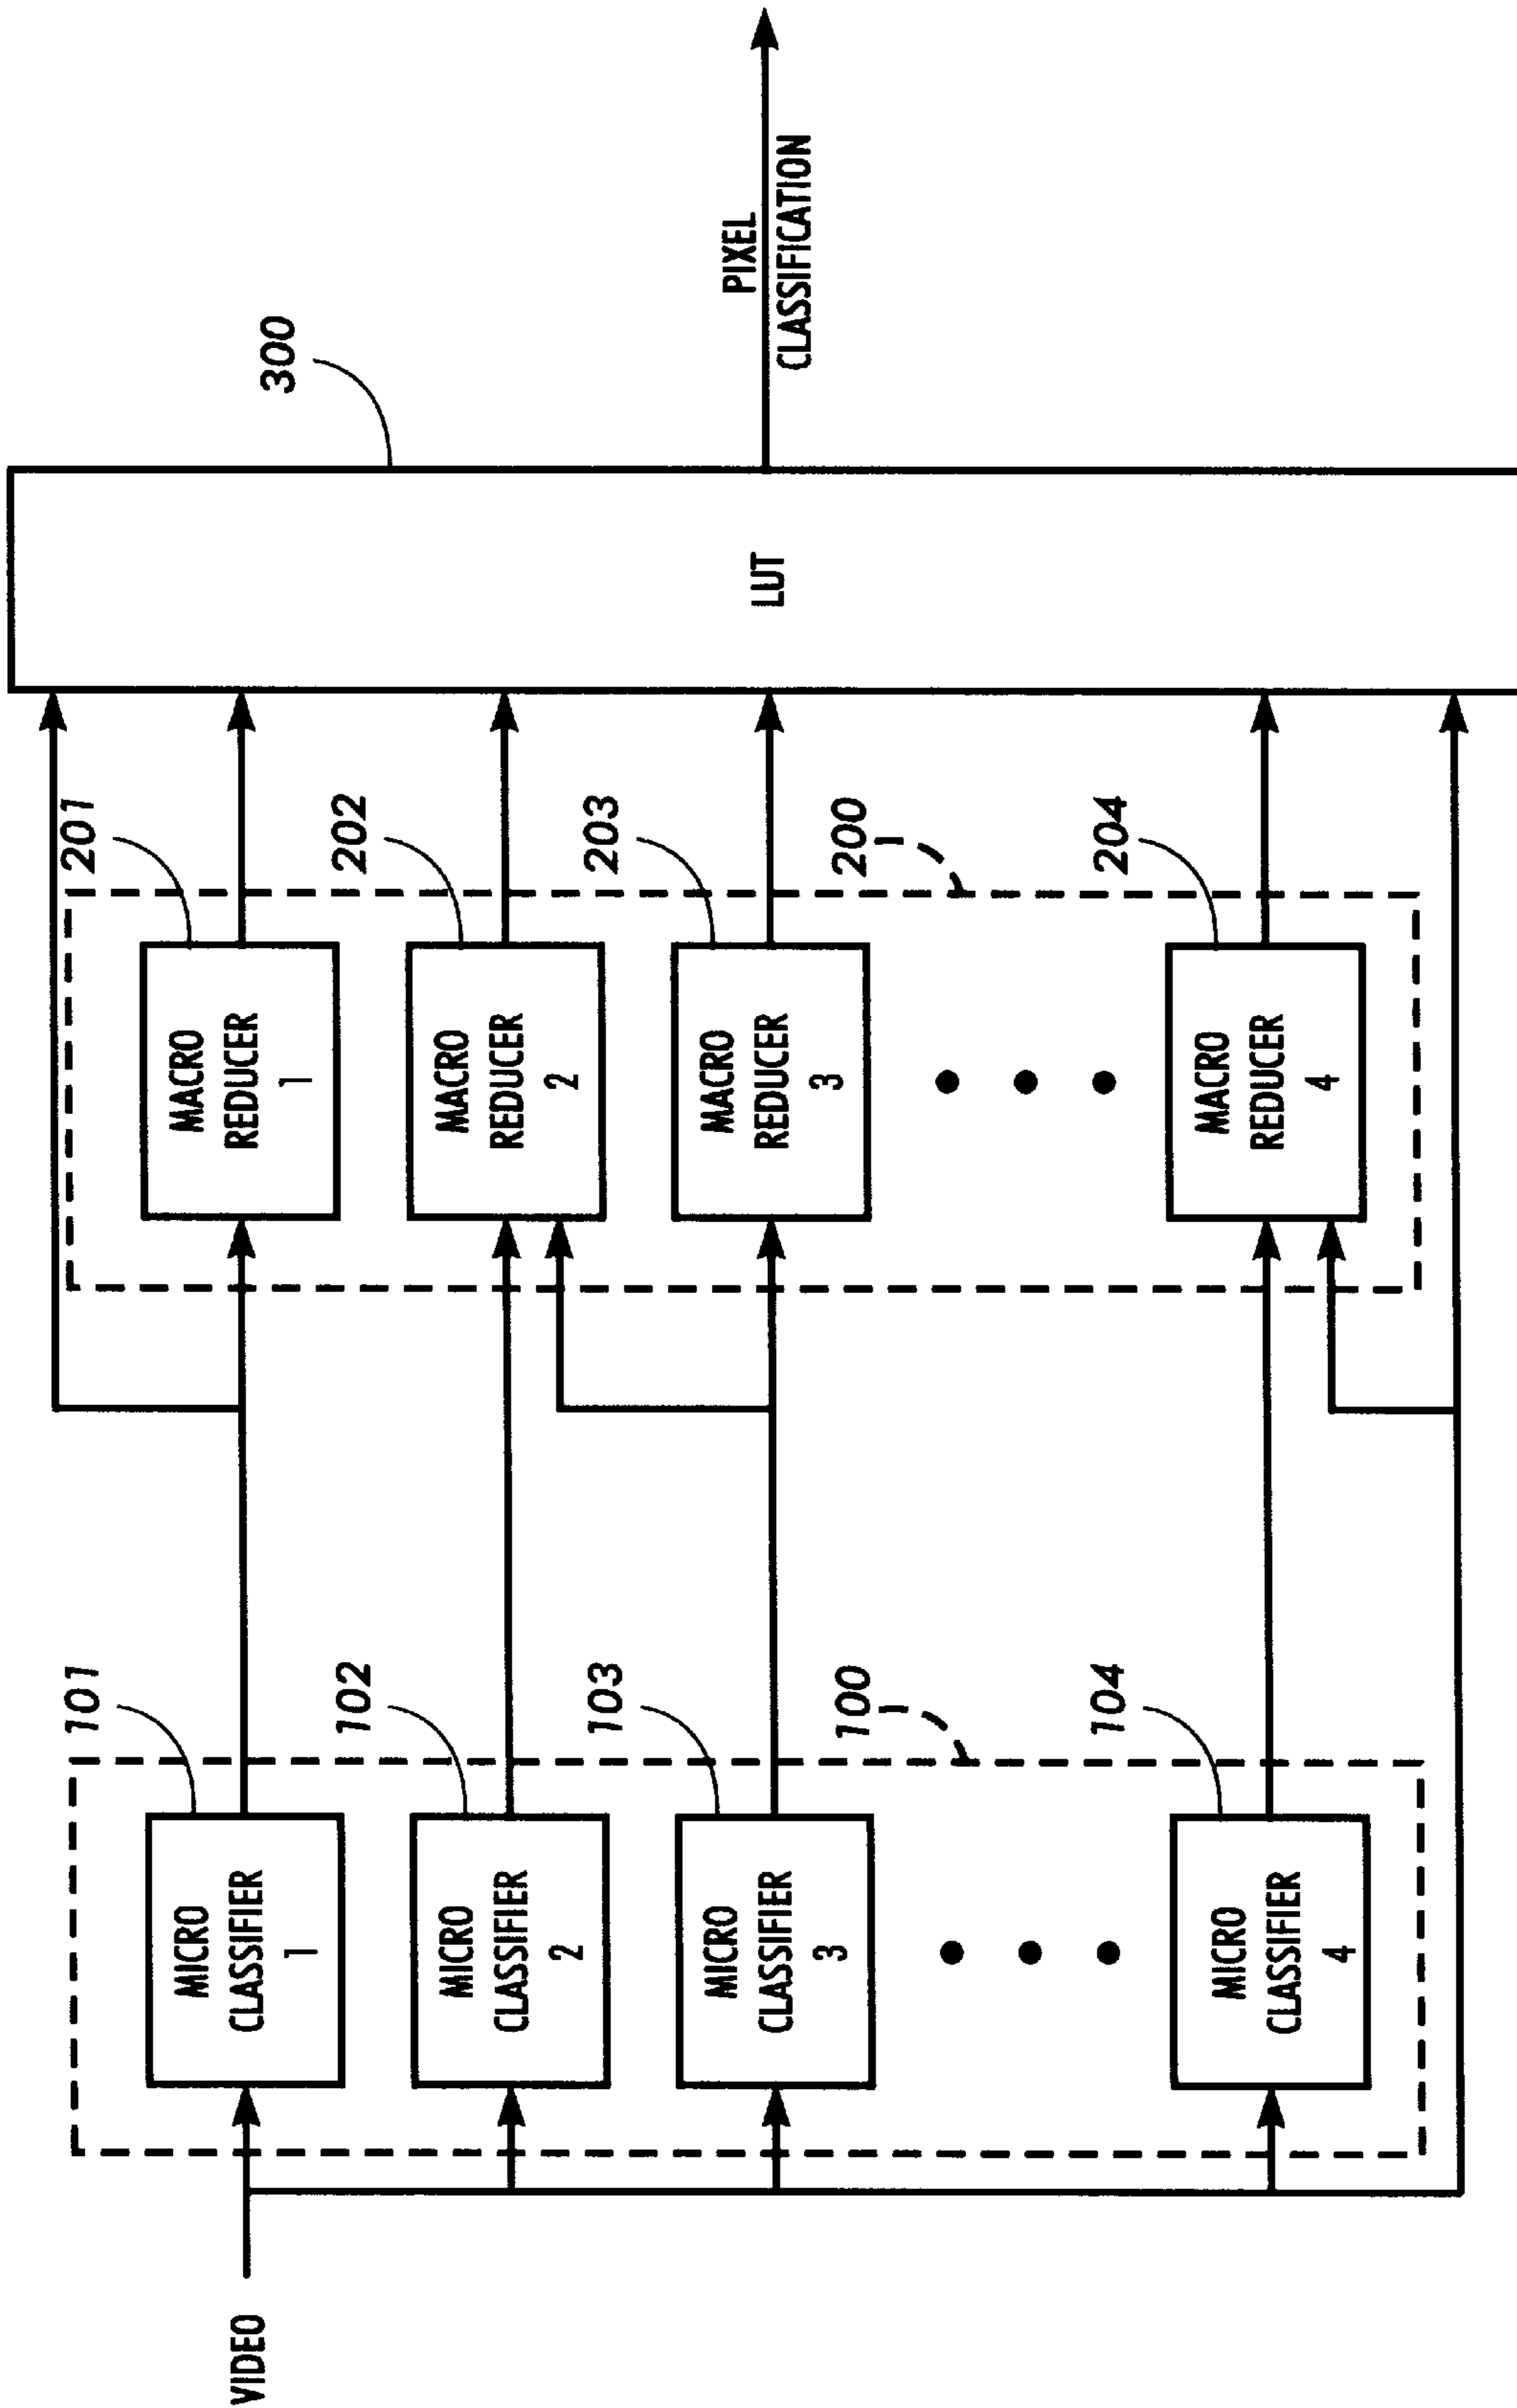 VIDEO
101
MICRO
CLASSIFIER
1
102
MICRO
CLASSIFIER
2
103
MICRO
CLASSIFIER
3
100
104
MICRO
CLASSIFIER
4
201
MACRO
REDUCER
1
202
MACRO
REDUCER
2
203
MACRO
REDUCER
3
200
204
MACRO
REDUCER
4
300
LUT
PIXEL
CLASSIFICATION